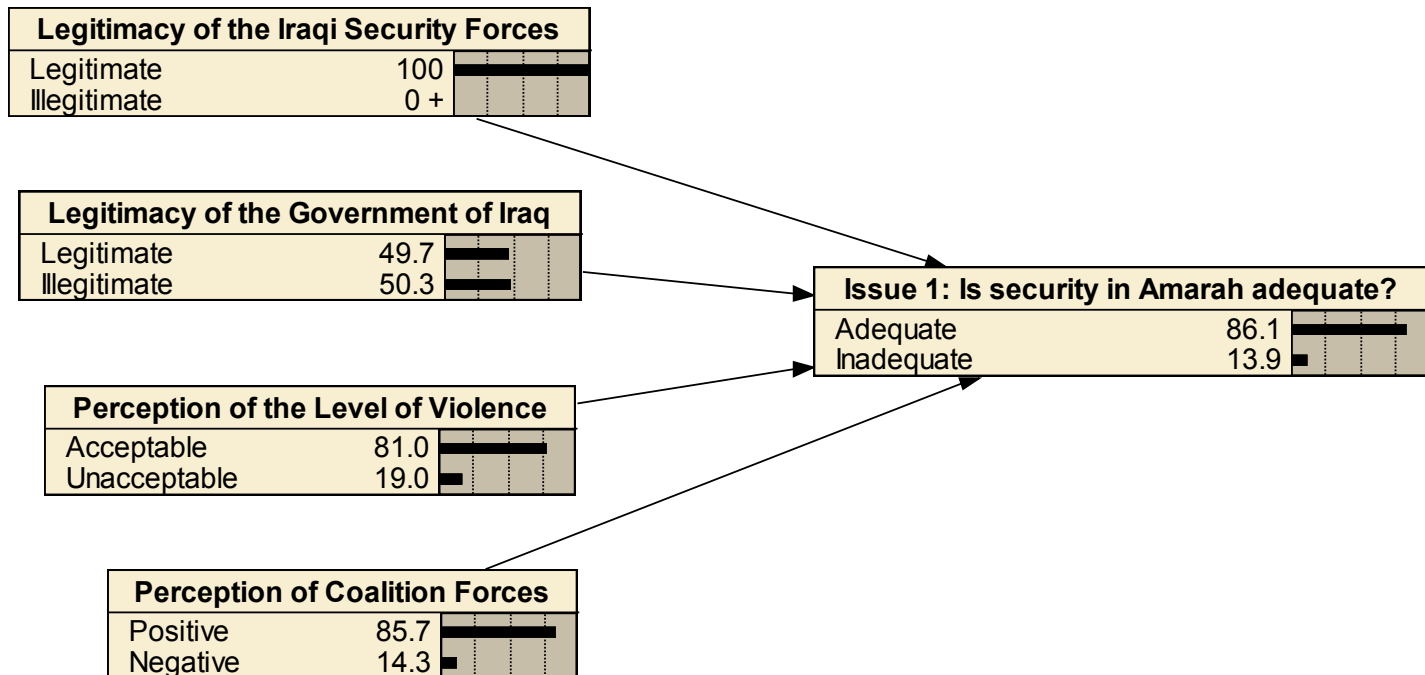 Legitimacy of the Iraqi Security Forces
Legitimate 100
Illegitimate 0 +
Legitimacy of the Government of Iraq
Legitimate 49.7
Illegitimate 50.3
Issue 1: Is security in Amarah adequate?
Adequate 86.1
Inadequate 13.9
Perception of the Level of Violence
Acceptable 81.0
Unacceptable 19.0
Perception of Coalition Forces
Positive 85.7
Negative 14.3